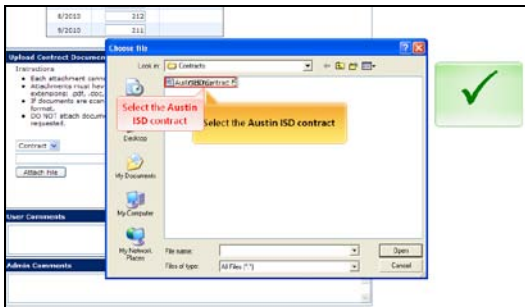 8/2010 212
9/2010 211
Upload Contract Documen
Instructions
Each attachment cann
Attachments must hav
extensions: .pdf, .doc,
If documents are scan
format.
DO NOT attach docume
requested.
Contract
Attach File
User Comments
Admin Comments
Choose file
Look in: Contracts
Select the Austin
ISD contract
Select the Austin ISD contract
Desktop
My Documents
My Computer
My Network
Places
File name:
Files of type: All Files (*.*)
Open
Cancel